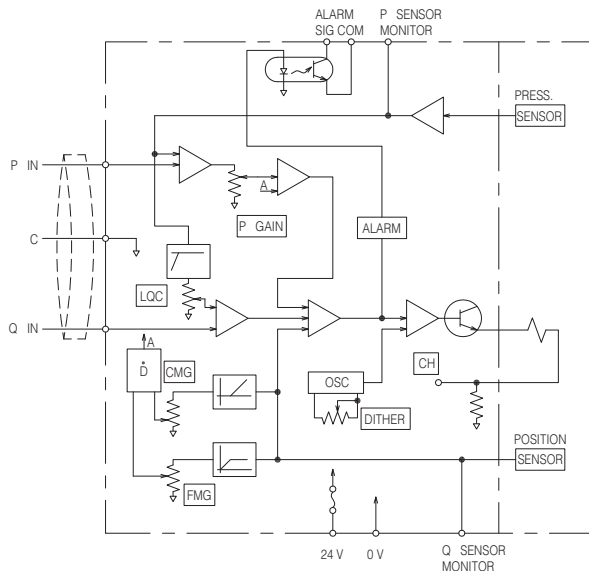 ALARM
SIG COM
P SENSOR
MONITOR
PRESS.
SENSOR
P IN
A
P GAIN
ALARM
C
LQC
Q IN
A
Ḋ
CMG
OSC
CH
DITHER
POSITION
SENSOR
FMG
24 V
0 V
Q SENSOR
MONITOR